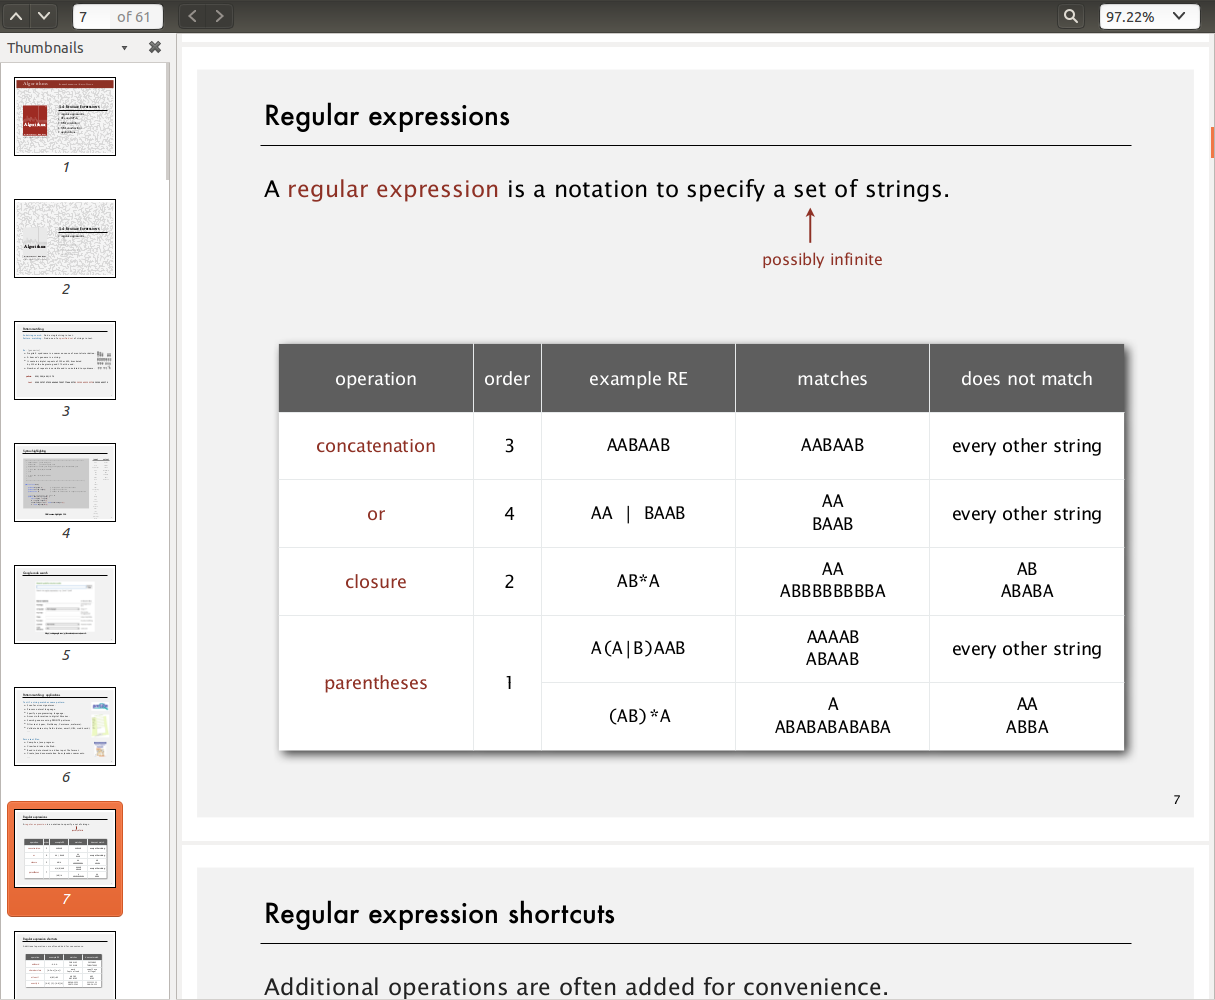 7 of 61
97.22%
Thumbnails
1
2
3
4
5
6
7
Regular expressions
A regular expression is a notation to specify a set of strings.
possibly infinite
operation order example RE matches does not match
concatenation 3 AABAAB AABAAB every other string
or 4 AA | BAAB AA BAAB every other string
closure 2 AB*A AA ABBBBBBBBA AB ABABA
parentheses 1 A(A|B)AAB AAAAB ABAAB every other string
(AB)*A A ABABABABABA AA ABBA
7
Regular expression shortcuts
Additional operations are often added for convenience.